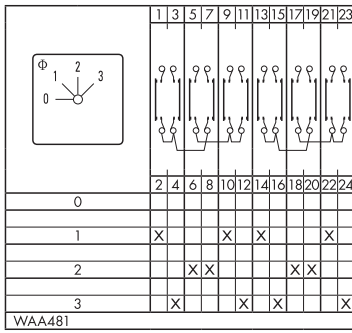 1 3 5 7 9 11 13 15 17 19 21 23
Φ
2
1 3
0
2 4 6 8 10 12 14 16 18 20 22 24
0
1 X X X X
2 X X X X
3 X X X X
WAA481